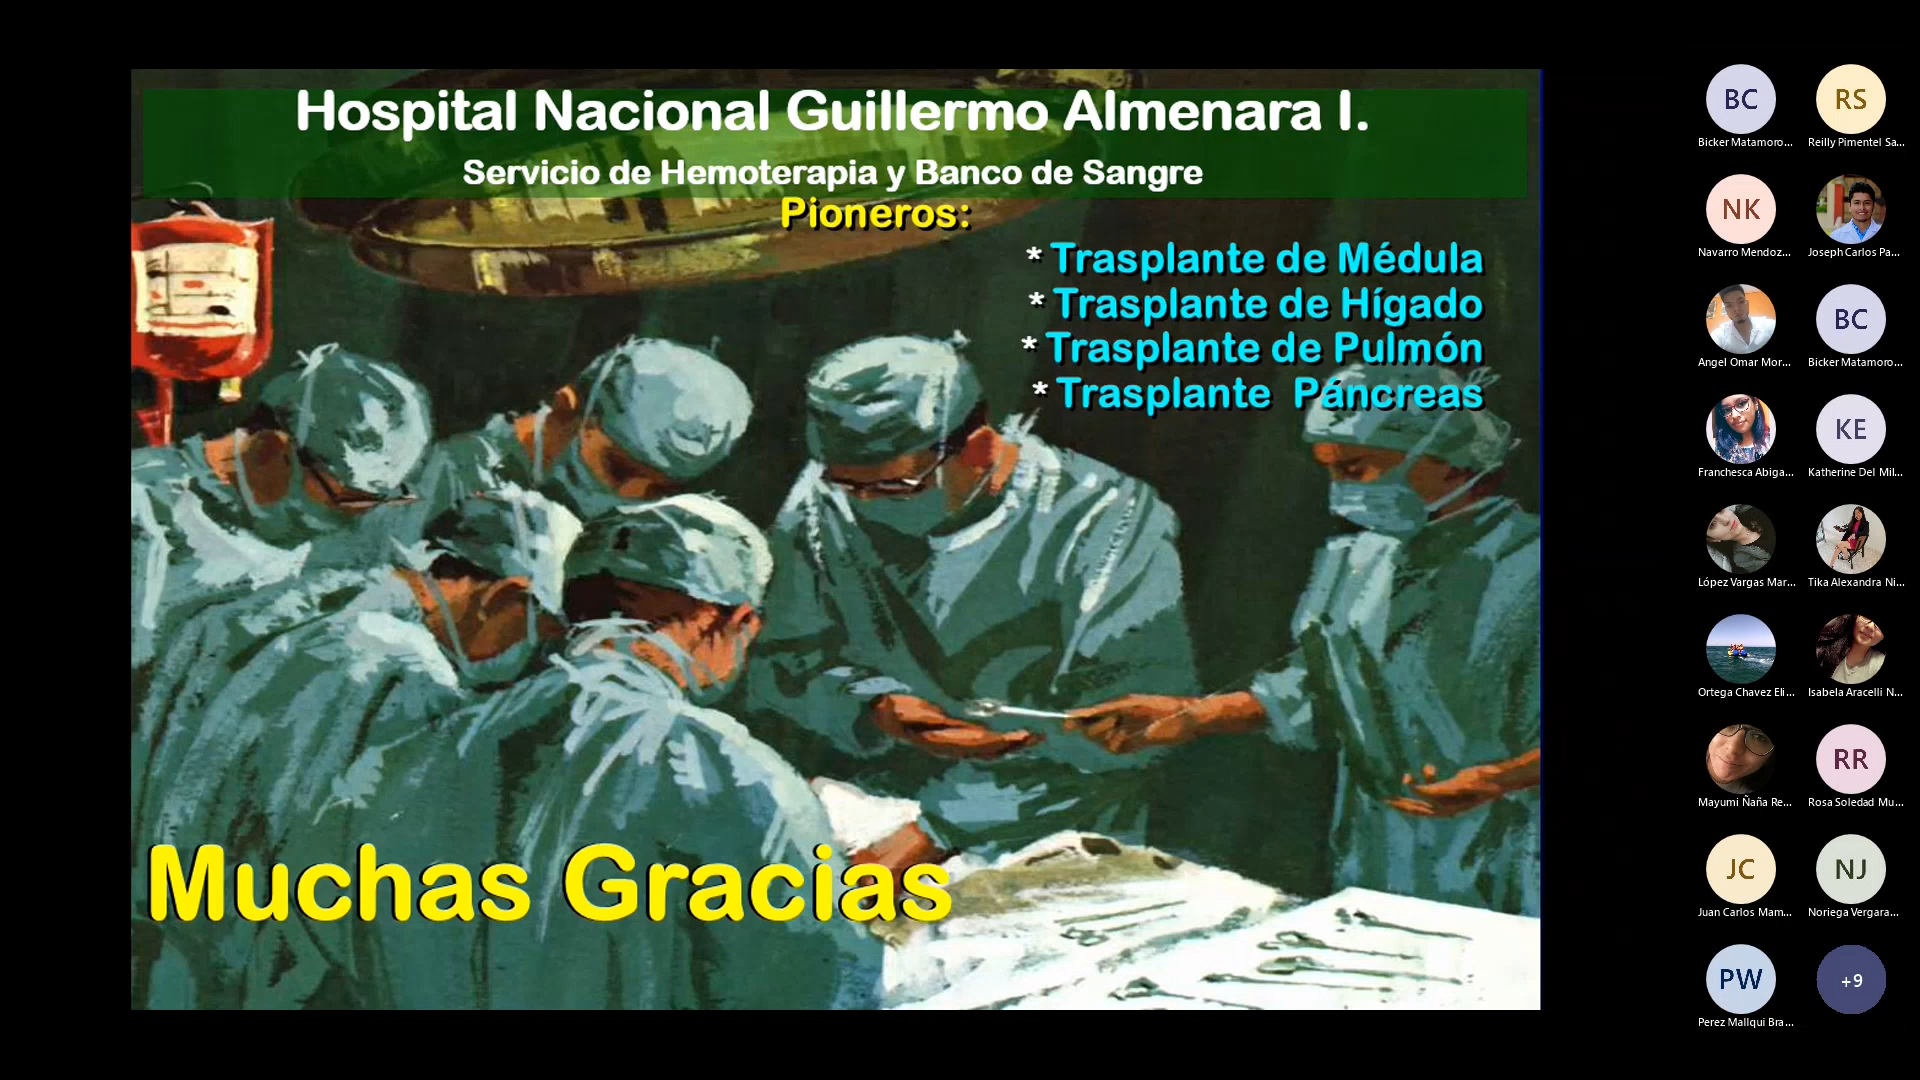 Hospital Nacional Guillermo Almenara I.
Servicio de Hemoterapia y Banco de Sangre
Pioneros:
* Trasplante de Médula
* Trasplante de Hígado
* Trasplante de Pulmón
* Trasplante Páncreas
Muchas Gracias
BC
RS
Bicker Matamoro...
Reilly Pimentel Sa...
NK
Navarro Mendoz...
Joseph Carlos Pa...
BC
Angel Omar Mor...
Bicker Matamoro...
KE
Franchesca Abiga...
Katherine Del Mil...
López Vargas Mar...
Tika Alexandra Ni...
Ortega Chavez Eli...
Isabela Aracelli N...
RR
Mayumi Ñaña Re...
Rosa Soledad Mu...
JC
NJ
Juan Carlos Mam...
Noriega Vergara...
PW
+9
Perez Mallqui Bra...